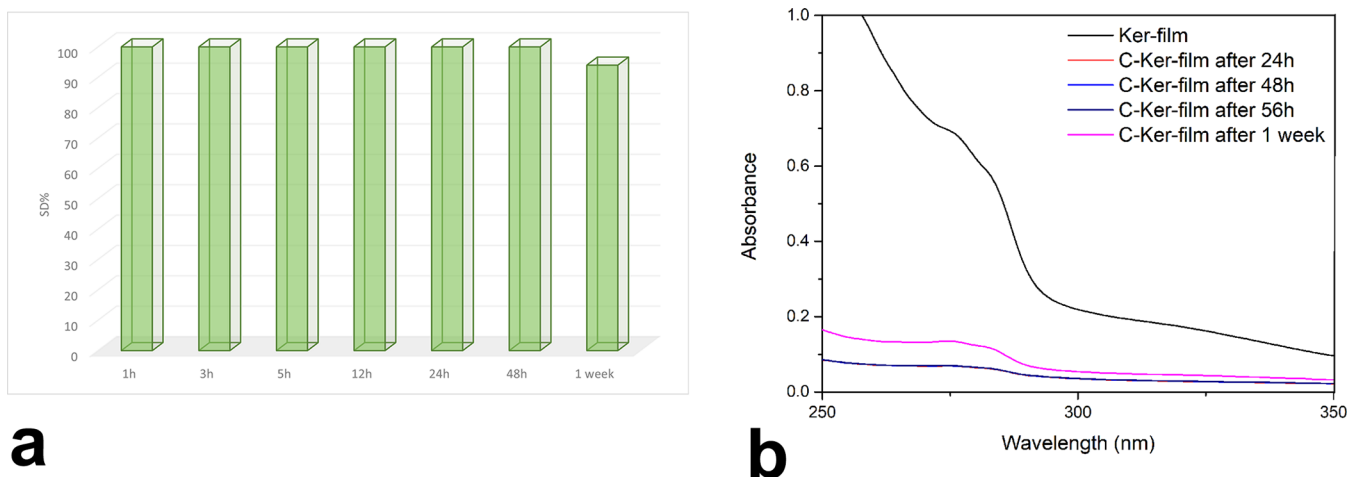 100
90
80
70
60
50
40
30
20
10
0
SD%
1h 3h 5h 12h 24h 48h 1 week
a
1.0
0.8
0.6
0.4
0.2
0.0
Absorbance
Ker-film
C-Ker-film after 24h
C-Ker-film after 48h
C-Ker-film after 56h
C-Ker-film after 1 week
250 300 350
Wavelength (nm)
b